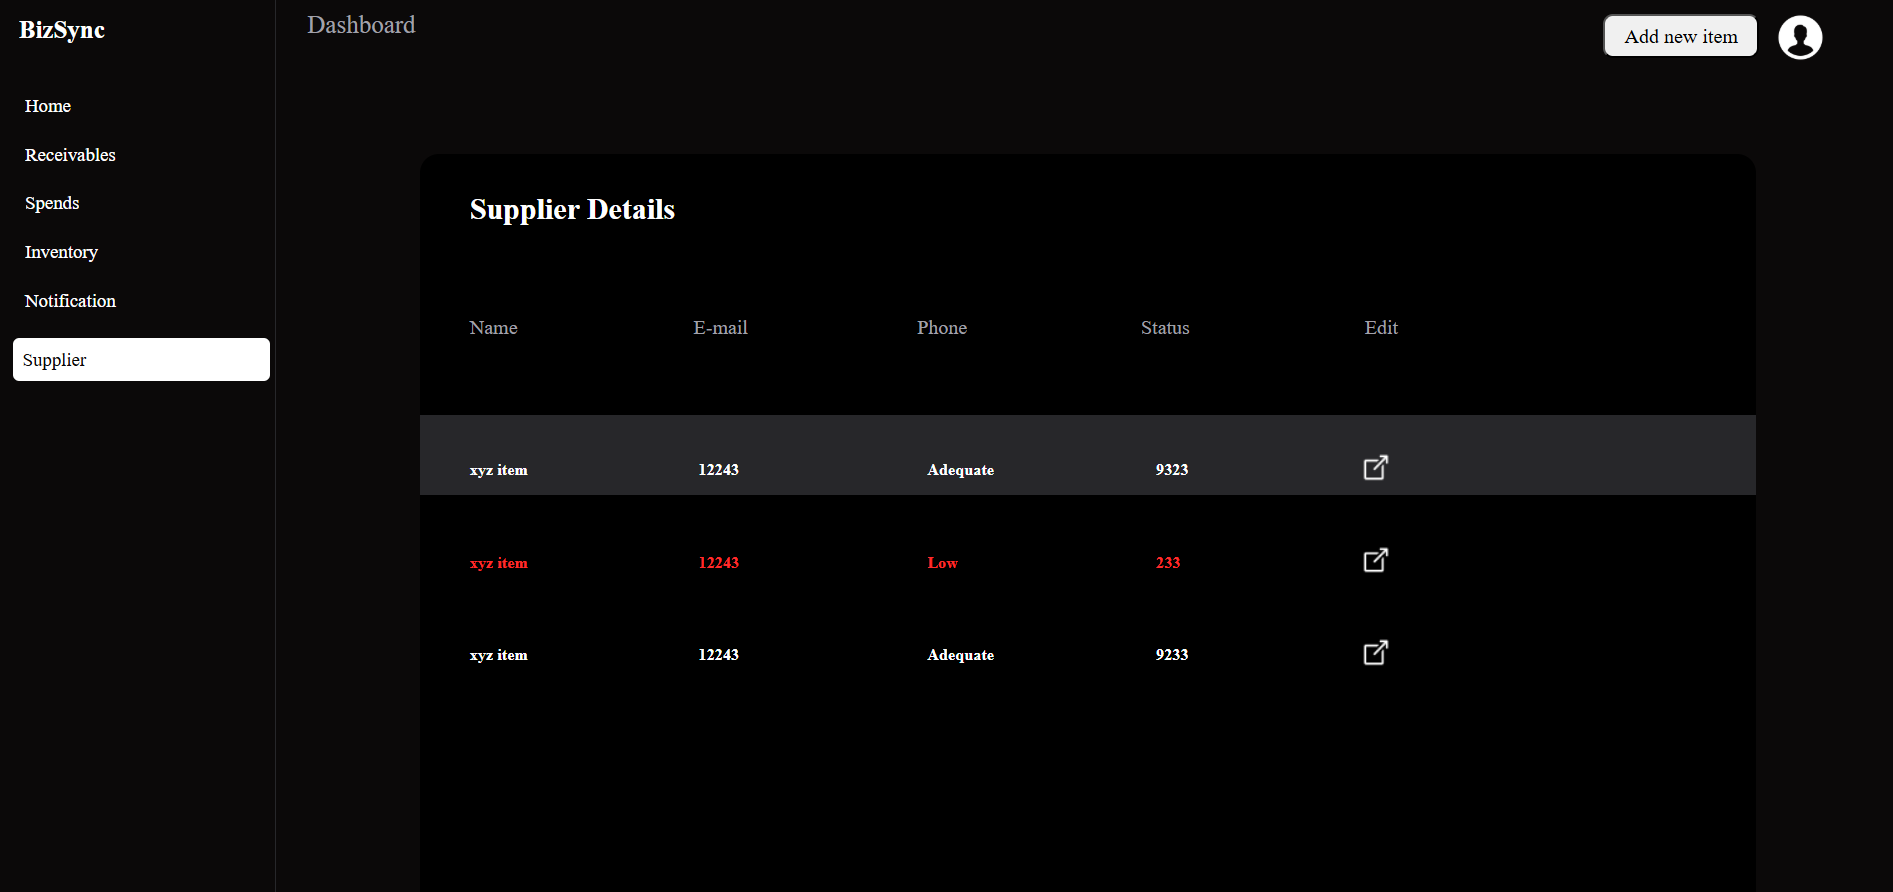 BizSync
Dashboard
Add new item
Home
Receivables
Spends
Inventory
Notification
Supplier
Supplier Details
Name E-mail Phone Status Edit
xyz item 12243 Adequate 9323
xyz item 12243 Low 233
xyz item 12243 Adequate 9233